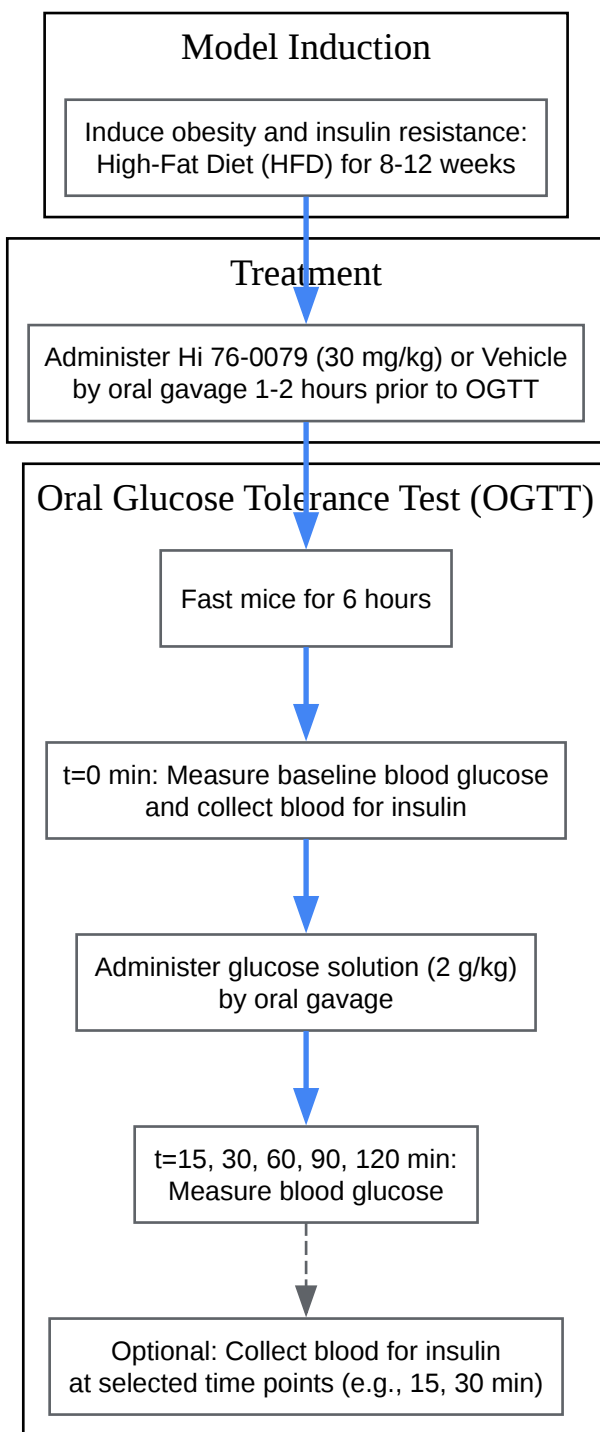 Model Induction
Induce obesity and insulin resistance:
High-Fat Diet (HFD) for 8-12 weeks
Treatment
Administer Hi 76-0079 (30 mg/kg) or Vehicle
by oral gavage 1-2 hours prior to OGTT
Oral Glucose Tolerance Test (OGTT)
Fast mice for 6 hours
t=0 min: Measure baseline blood glucose
and collect blood for insulin
Administer glucose solution (2 g/kg)
by oral gavage
t=15, 30, 60, 90, 120 min:
Measure blood glucose
Optional: Collect blood for insulin
at selected time points (e.g., 15, 30 min)